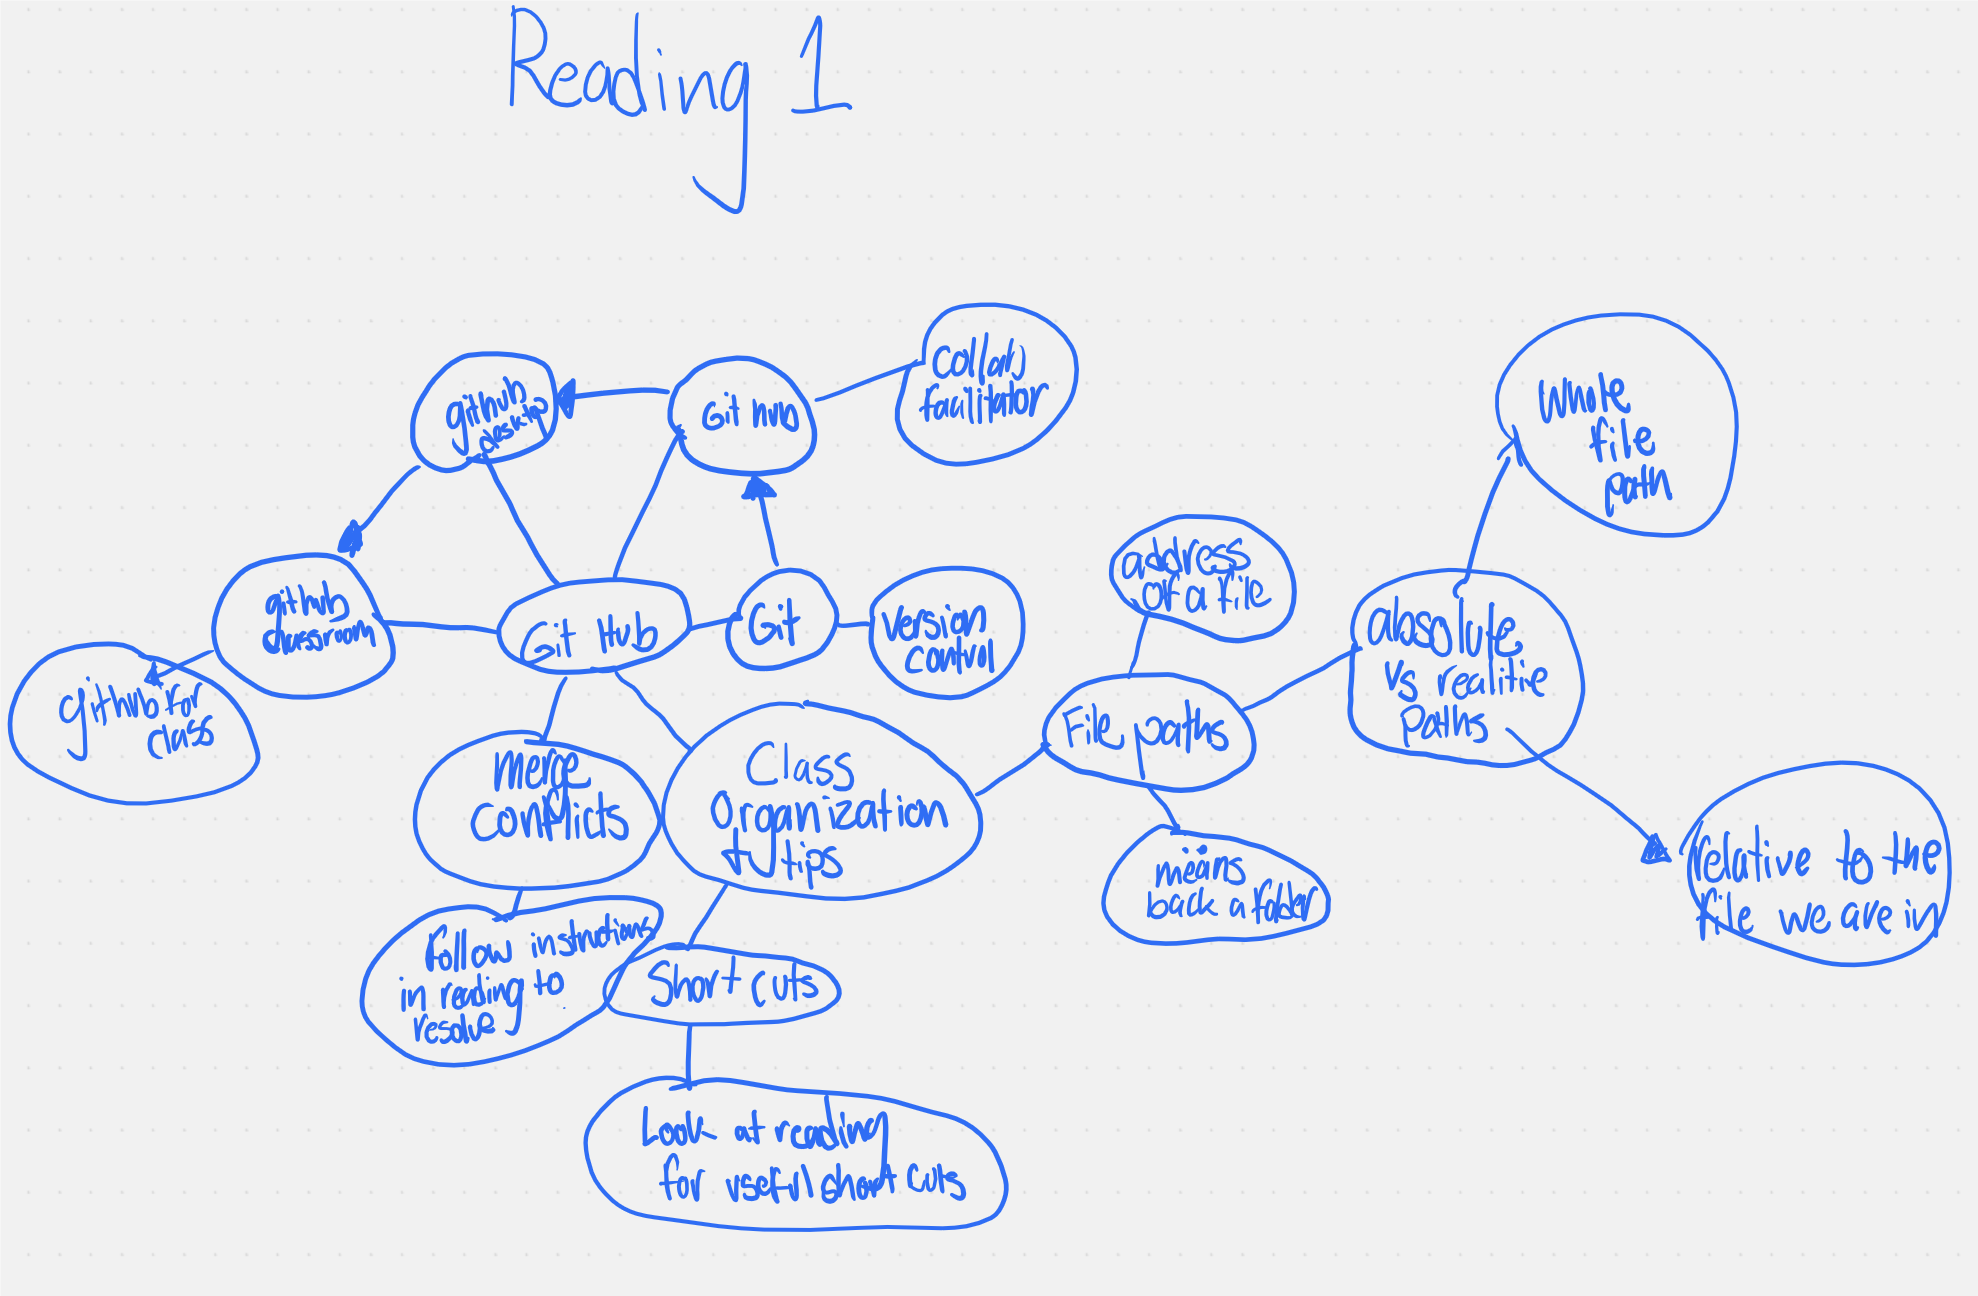 Reading 1
Collab
facilitator
github
deskto
Git hub
Whole
file
path
address
of a file
github
classroom
Git Hub
Git
Version
control
absolute
vs realitive
Paths
github for
class
File paths
Merge
Conflicts
Class
Organization
+ tips
..
means
back a folder
relative to the
file we are in
Follow instructions
in reading to
resolve
Short cuts
Look at reading
for useful short cuts